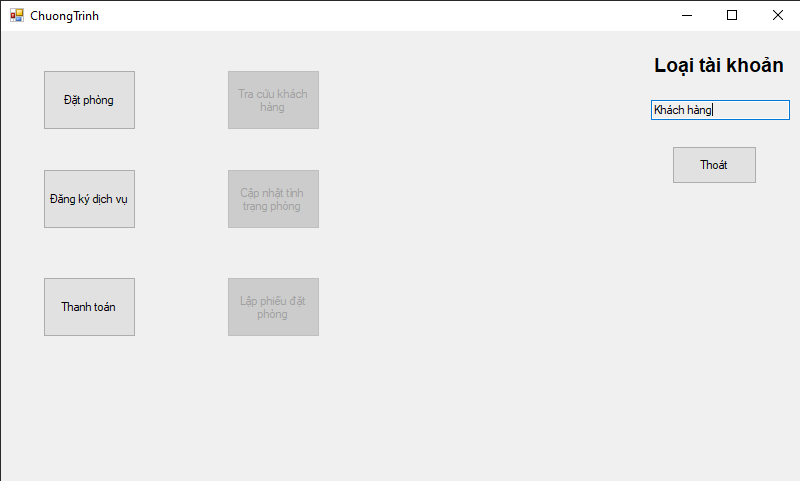 ChuongTrinh
Loại tài khoản
Khách hàng
Thoát
Đặt phòng
Tra cứu khách
hàng
Đăng ký dịch vụ
Cập nhật tình
trạng phòng
Thanh toán
Lập phiếu đặt
phòng